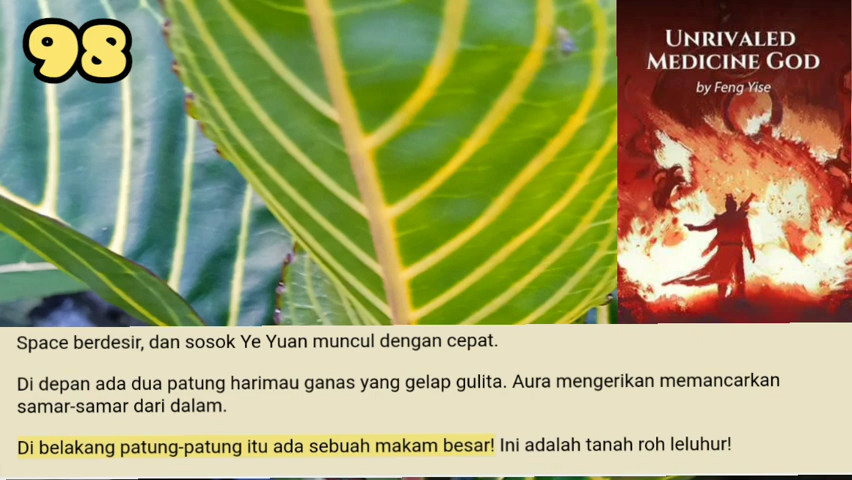 98
UNRIVALED
MEDICINE GOD
by Feng Yise
Space berdesir, dan sosok Ye Yuan muncul dengan cepat.
Di depan ada dua patung harimau ganas yang gelap gulita. Aura mengerikan memancarkan
samar-samar dari dalam.
Di belakang patung-patung itu ada sebuah makam besar! Ini adalah tanah roh leluhur!